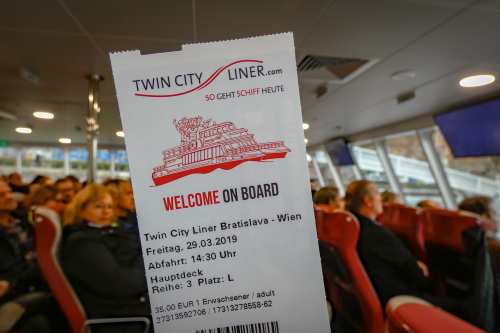 TWIN CITY LINER.com
SO GEHT SCHIFF HEUTE
WELCOME ON BOARD
Twin City Liner Bratislava - Wien
Freitag, 29.03.2019
Abfahrt: 14:30 Uhr
Hauptdeck
Reihe: 3 Platz: L
35,00 EUR 1 Erwachsener / adult
27313592706 / 17313278558-62